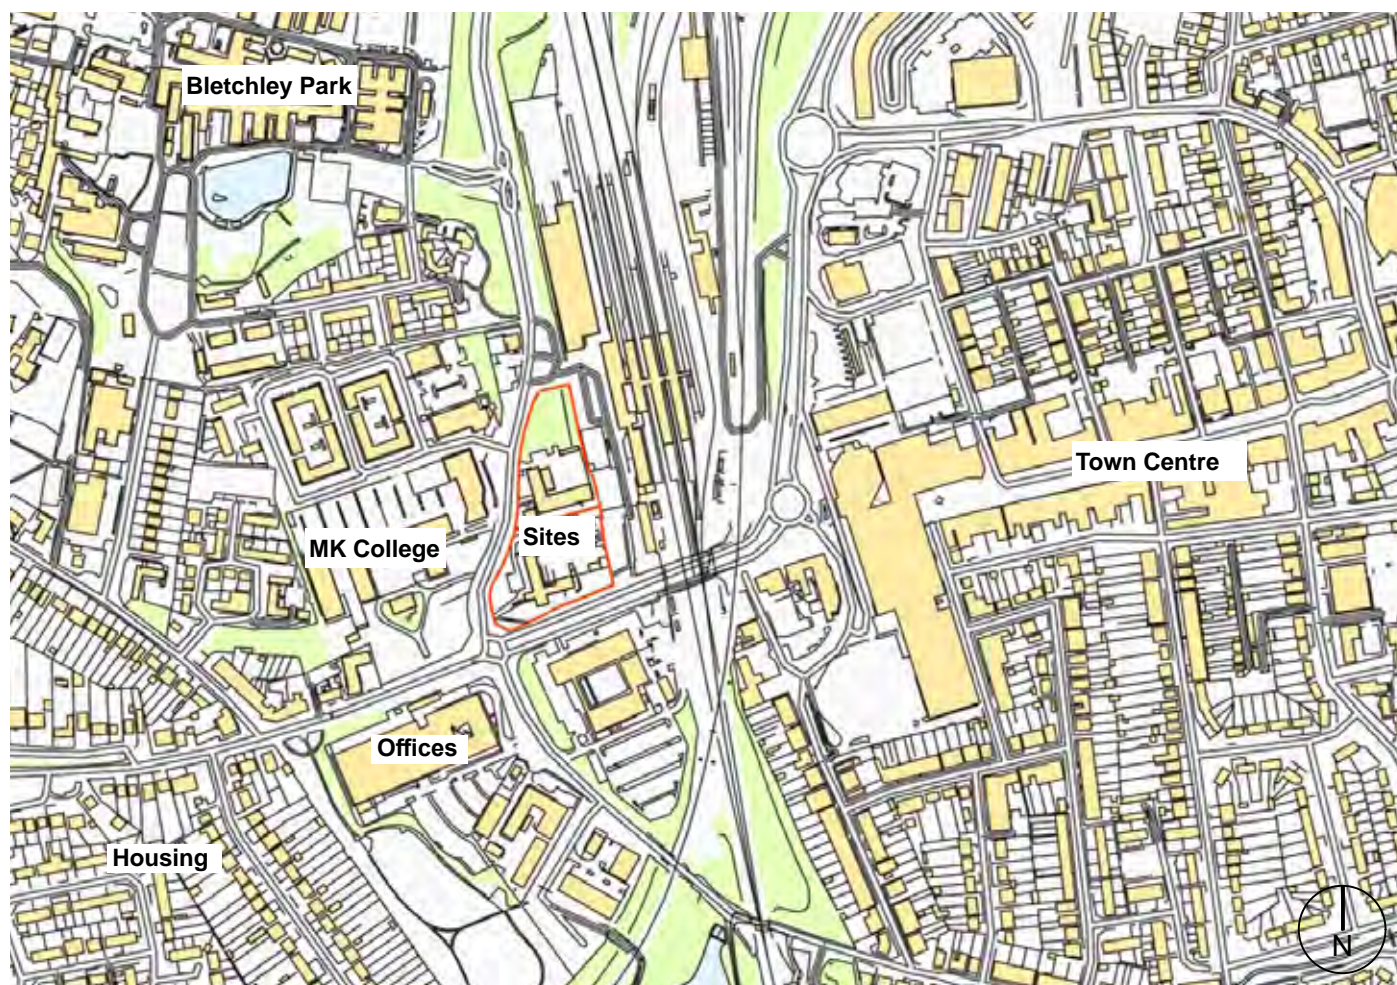 Bletchley Park
Town Centre
Sites
MK College
Offices
Housing
N